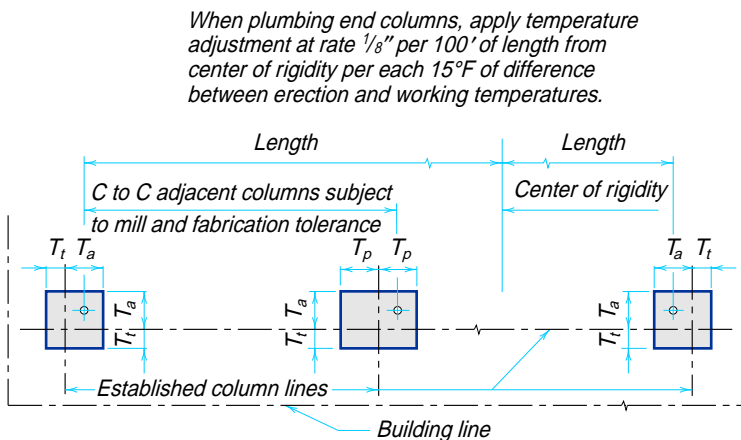 When plumbing end columns, apply temperature
adjustment at rate 1/8″ per 100′ of length from
center of rigidity per each 15°F of difference
between erection and working temperatures.
Length
Length
C to C adjacent columns subject
to mill and fabrication tolerance
Center of rigidity
Tt Ta
Tp Tp
Ta Tt
Tt Ta
Tt Ta
Tt Ta
Established column lines
Building line